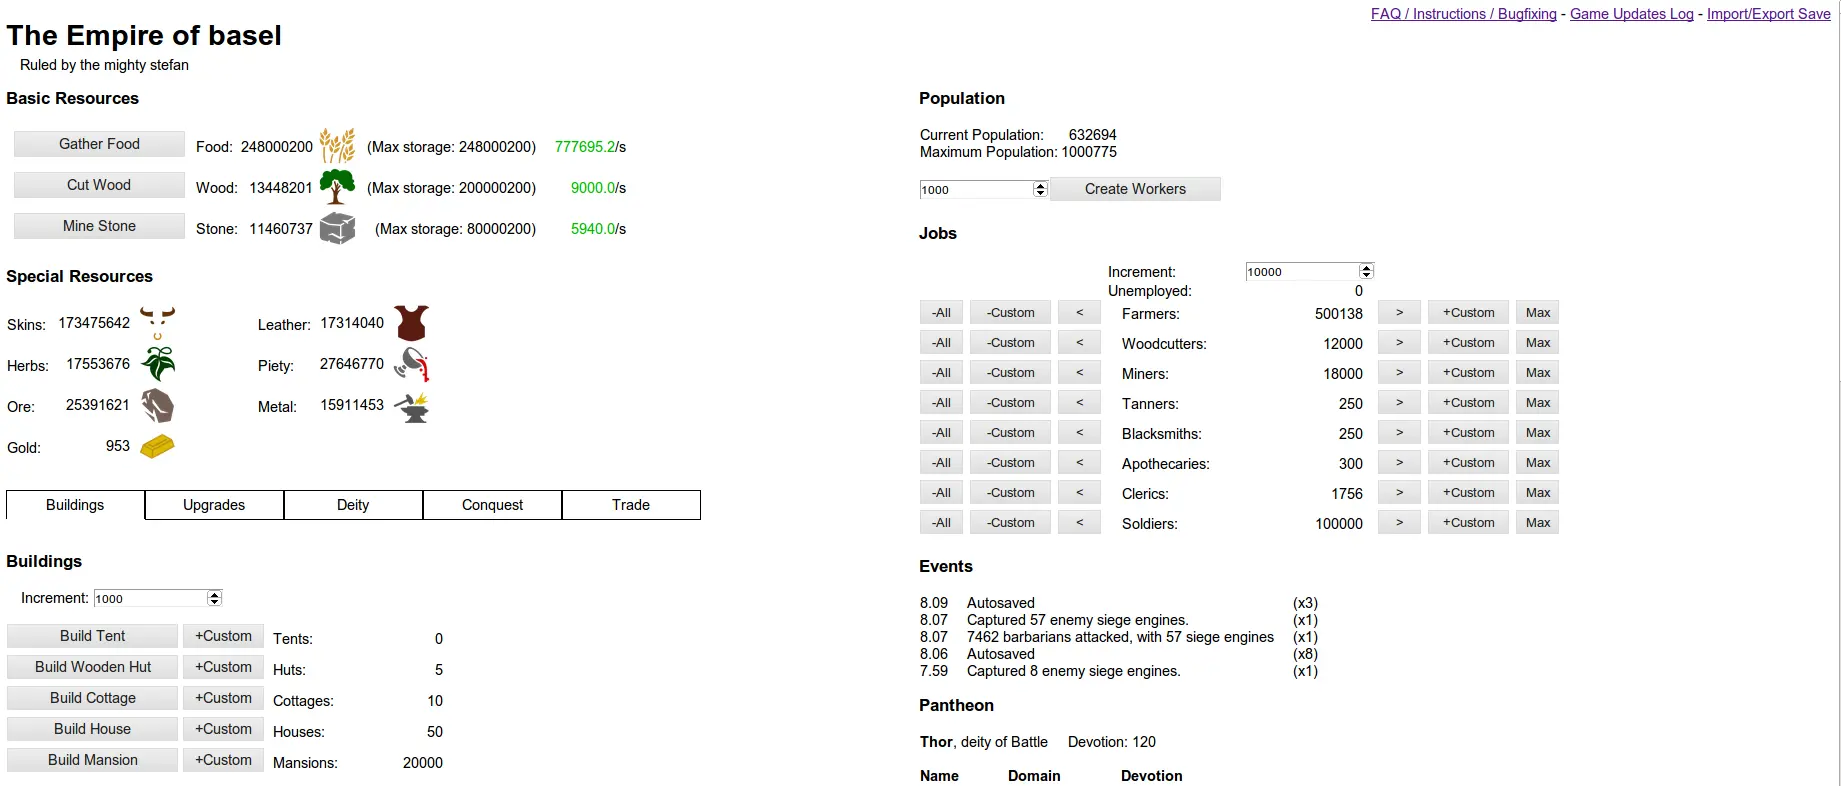 FAQ / Instructions / Bugfixing - Game Updates Log - Import/Export Save
The Empire of basel
Ruled by the mighty stefan
Basic Resources
Gather Food Food: 248000200 (Max storage: 248000200) 777695.2/s
Cut Wood Wood: 13448201 (Max storage: 200000200) 9000.0/s
Mine Stone Stone: 11460737 (Max storage: 80000200) 5940.0/s
Special Resources
Skins: 173475642 Leather: 17314040
Herbs: 17553676 Piety: 27646770
Ore: 25391621 Metal: 15911453
Gold: 953
Buildings Upgrades Deity Conquest Trade
Buildings
Increment: 1000
Build Tent +Custom Tents: 0
Build Wooden Hut +Custom Huts: 5
Build Cottage +Custom Cottages: 10
Build House +Custom Houses: 50
Build Mansion +Custom Mansions: 20000
Population
Current Population: 632694
Maximum Population: 1000775
1000 Create Workers
Jobs
Increment: 10000
Unemployed: 0
-All -Custom < Farmers: 500138 > +Custom Max
-All -Custom < Woodcutters: 12000 > +Custom Max
-All -Custom < Miners: 18000 > +Custom Max
-All -Custom < Tanners: 250 > +Custom Max
-All -Custom < Blacksmiths: 250 > +Custom Max
-All -Custom < Apothecaries: 300 > +Custom Max
-All -Custom < Clerics: 1756 > +Custom Max
-All -Custom < Soldiers: 100000 > +Custom Max
Events
8.09 Autosaved (x3)
8.07 Captured 57 enemy siege engines. (x1)
8.07 7462 barbarians attacked, with 57 siege engines (x1)
8.06 Autosaved (x8)
7.59 Captured 8 enemy siege engines. (x1)
Pantheon
Thor, deity of Battle Devotion: 120
Name Domain Devotion